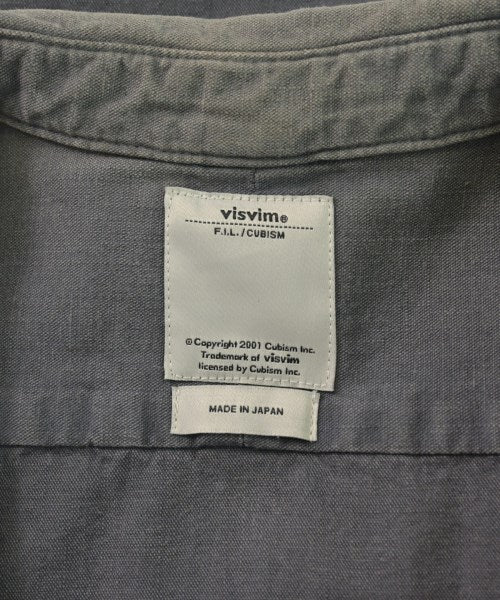 visvim®
F.I.L./CUBISM
© Copyright 2001 Cubism Inc.
Trademark of visvim
licensed by Cubism Inc.
MADE IN JAPAN